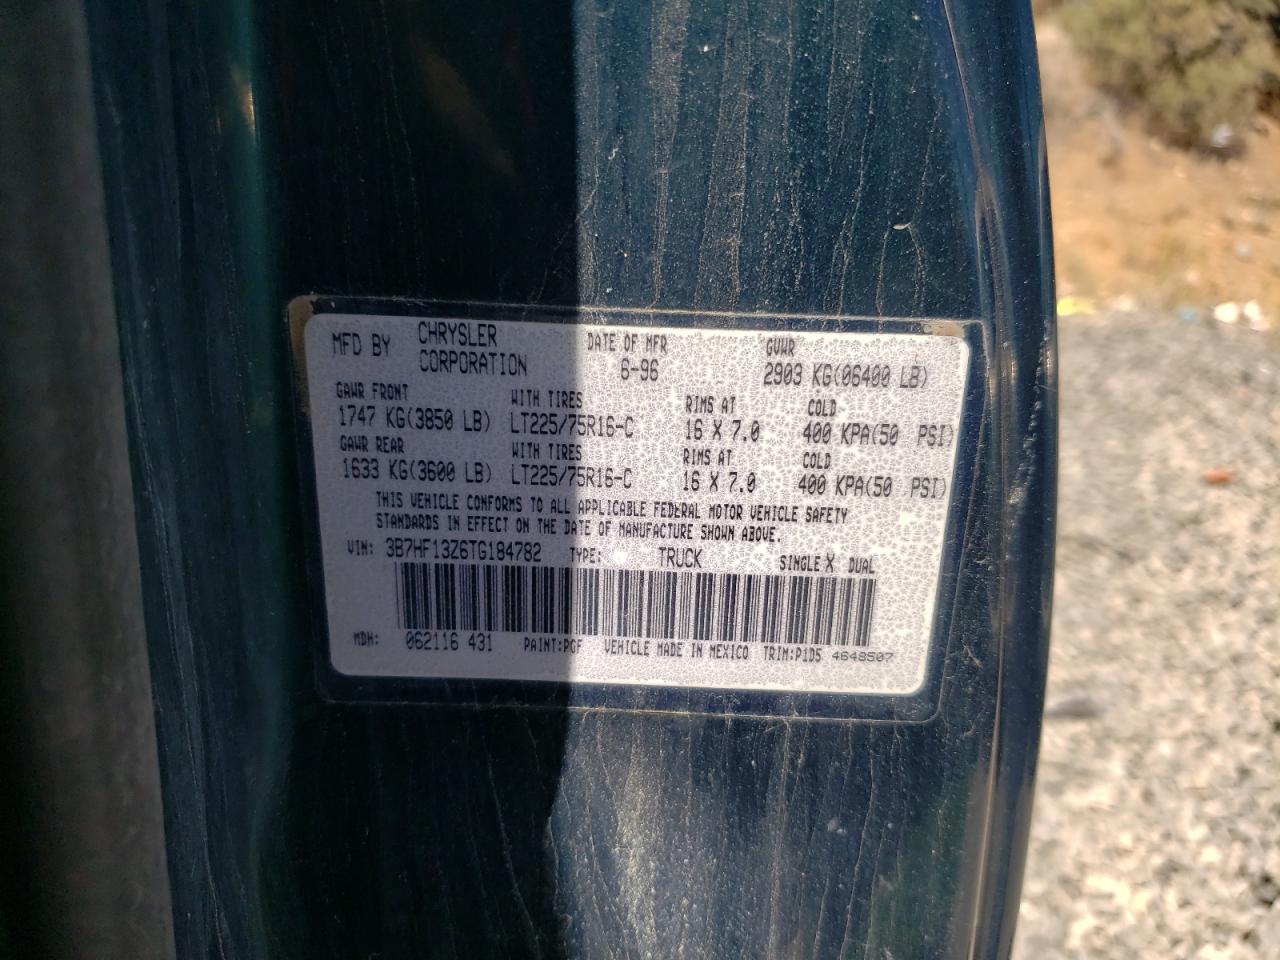 MFD BY CHRYSLER CORPORATION DATE OF MFR 6-96 GVWR 2903 KG(06400 LB)
GAWR FRONT WITH TIRES RIMS AT COLD
1747 KG(3850 LB) LT225/75R16-C 16 X 7.0 400 KPA(50 PSI)
GAWR REAR WITH TIRES RIMS AT COLD
1633 KG(3600 LB) LT225/75R16-C 16 X 7.0 400 KPA(50 PSI)
THIS VEHICLE CONFORMS TO ALL APPLICABLE FEDERAL MOTOR VEHICLE SAFETY
STANDARDS IN EFFECT ON THE DATE OF MANUFACTURE SHOWN ABOVE.
VIN: 3B7HF13Z6TG184782 TYPE: TRUCK SINGLE X DUAL
MDH: 062116 431 PAINT:PGF VEHICLE MADE IN MEXICO TRIM:P1D5 4648507